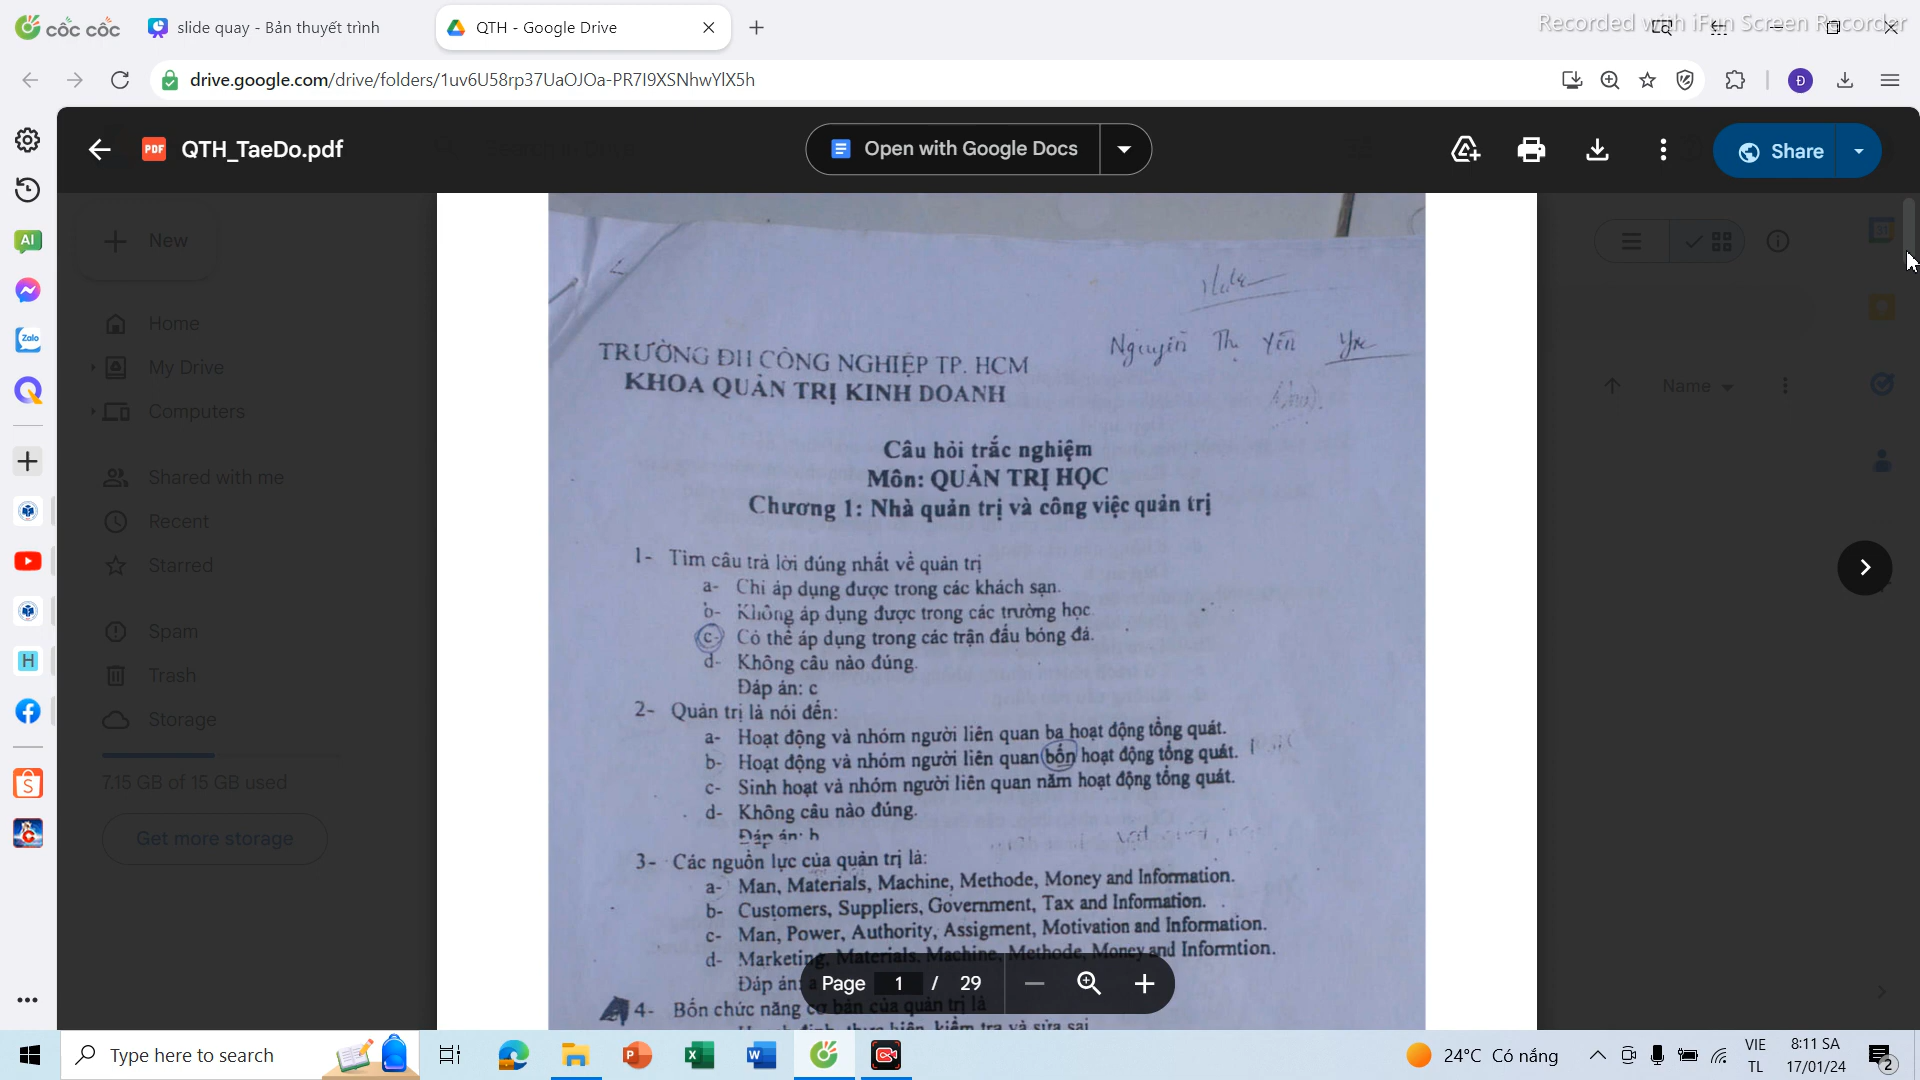 cốc cốc
slide quay - Bản thuyết trình
QTH - Google Drive
Recorded with iFun Screen Recorder
drive.google.com/drive/folders/1uv6U58rp37UaOJOa-PR7I9XSNhwYlX5h
Đ
QTH_TaeDo.pdf
Open with Google Docs
Share
New
Home
My Drive
Computers
Shared with me
Recent
Starred
Spam
Trash
Storage
7.15 GB of 15 GB used
Get more storage
Name
AI
Zalo
H
TRƯỜNG ĐH CÔNG NGHIỆP TP. HCM
KHOA QUẢN TRỊ KINH DOANH
Nguyễn Thị Yến
Câu hỏi trắc nghiệm
Môn: QUẢN TRỊ HỌC
Chương 1: Nhà quản trị và công việc quản trị
1- Tìm câu trả lời đúng nhất về quản trị
a- Chỉ áp dụng được trong các khách sạn.
b- Không áp dụng được trong các trường học.
c- Có thể áp dụng trong các trận đấu bóng đá.
d- Không câu nào đúng.
Đáp án: c
2- Quản trị là nói đến:
a- Hoạt động và nhóm người liên quan ba hoạt động tổng quát.
b- Hoạt động và nhóm người liên quan bốn hoạt động tổng quát.
c- Sinh hoạt và nhóm người liên quan năm hoạt động tổng quát.
d- Không câu nào đúng.
Đáp án: b
3- Các nguồn lực của quản trị là:
a- Man, Materials, Machine, Methode, Money and Information.
b- Customers, Suppliers, Government, Tax and Information.
c- Man, Power, Authority, Assigment, Motivation and Information.
d- Marketing, Materials, Machine, Methode, Money and Informtion.
Đáp án: a
4- Bốn chức năng cơ bản của quản trị là
Page 1 / 29
Type here to search
24°C Có nắng
VIE
TL
8:11 SA
17/01/24
2